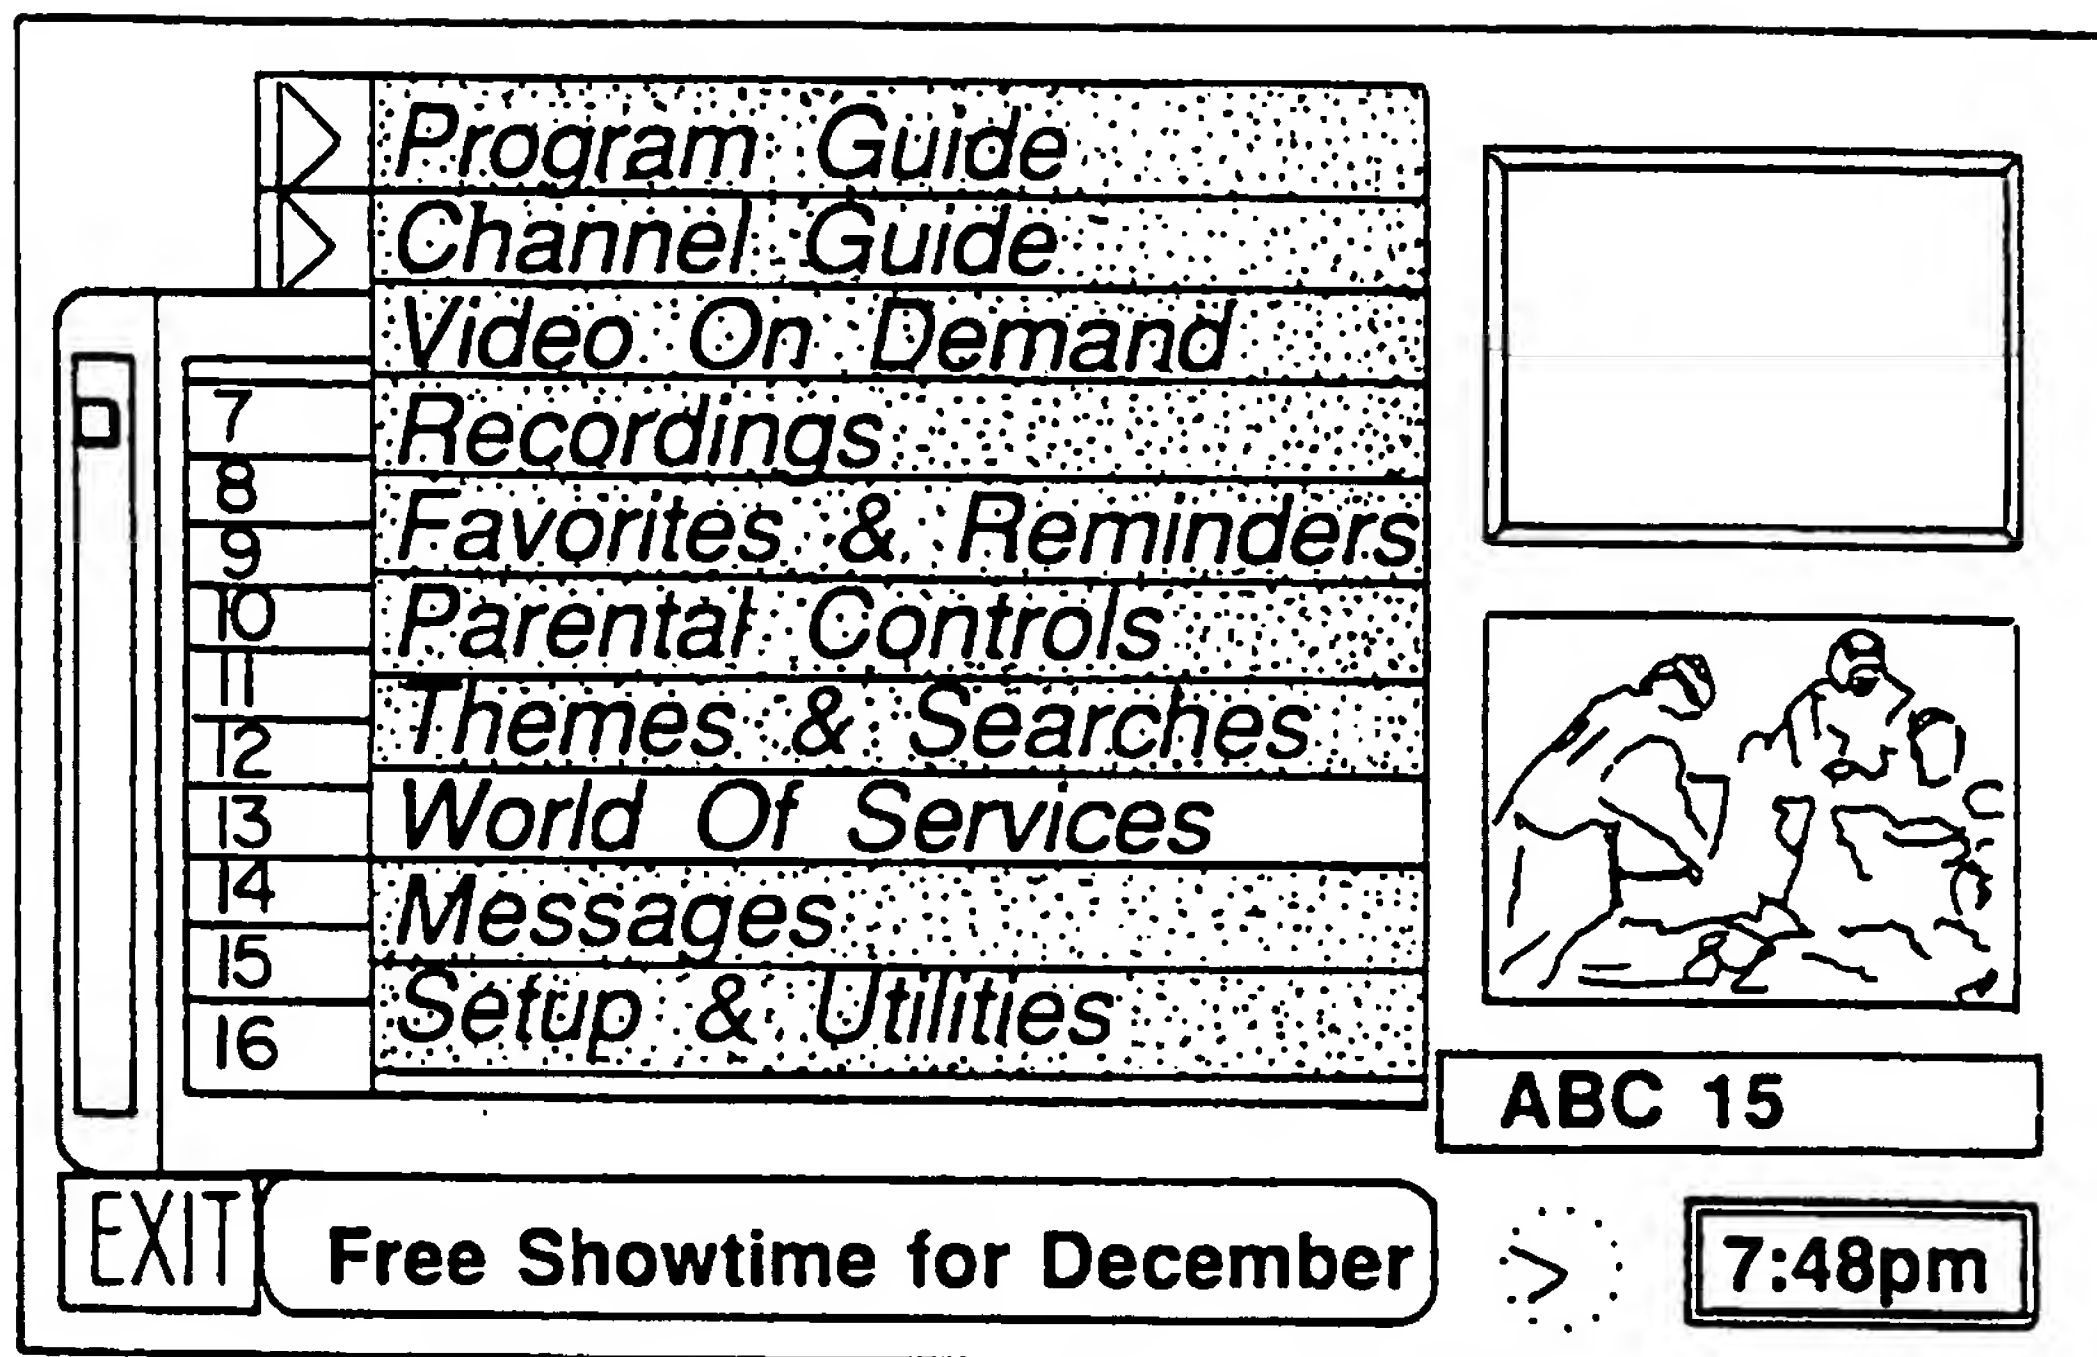 Program Guide
Channel Guide
Video On Demand
7 Recordings
8
9 Favorites & Reminders
10 Parental Controls
11
12 Themes & Searches
13 World Of Services
14 Messages
15
16 Setup & Utilities
ABC 15
EXIT Free Showtime for December 7:48pm